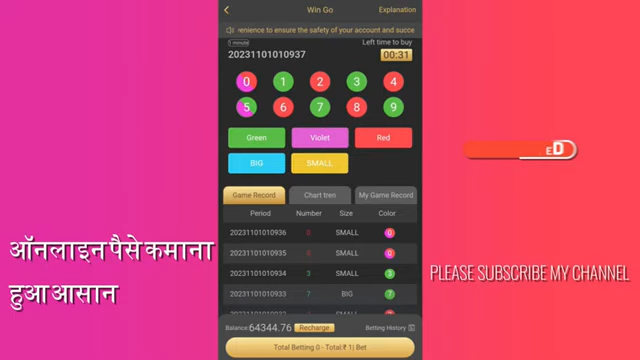 Win Go
Explanation
venience to ensure the safety of your account and succe
1 minute
Left time to buy
20231101010937
00:31
0 1 2 3 4
5 6 7 8 9
Green Violet Red
BIG SMALL
Game Record Chart tren My Game Record
Period Number Size Color
20231101010936 0 SMALL 0
20231101010935 0 SMALL 0
20231101010934 3 SMALL 3
20231101010933 7 BIG 7
SMALL
Balance:64344.76 Recharge Betting History
Total Betting 0 - Total:₹ 1| Bet
ऑनलाइन पैसे कमाना
हुआ आसान
ED
PLEASE SUBSCRIBE MY CHANNEL